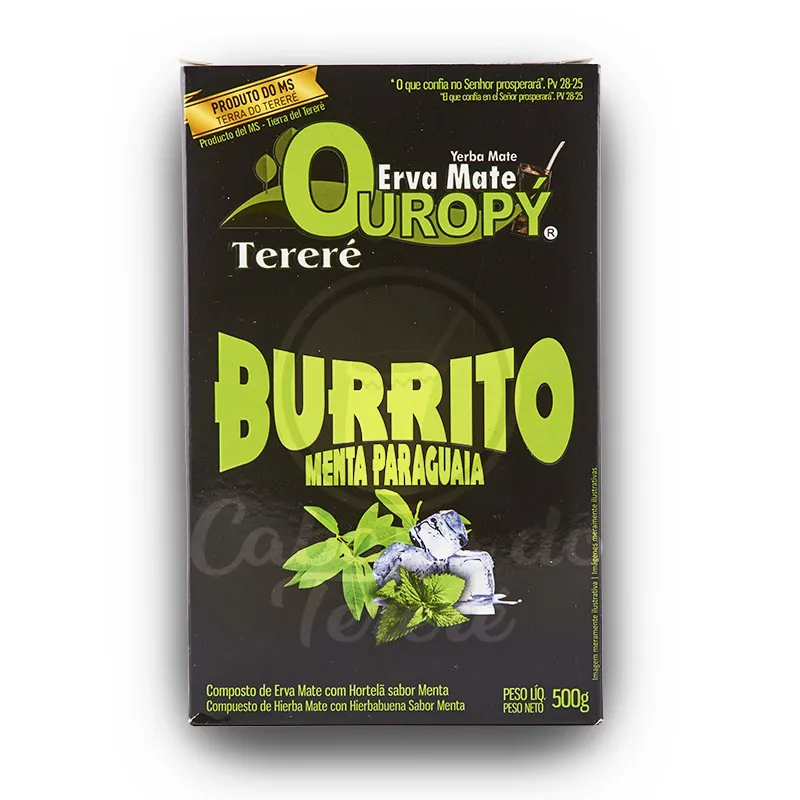 PRODUTO DO MS
TERRA DO TERERÉ
Producto del MS - Tierra del Tereré
" O que confia no Senhor prosperará". Pv 28-25
"El que confia en el Señor prosperará". PV 28-25
Yerba Mate
Erva Mate
OUROPÝ®
Tereré
BURRITO
MENTA PARAGUAIA
Tereré
Imagem meramente ilustrativa | Imágenes meramente ilustrativas
Composto de Erva Mate com Hortelã sabor Menta
Compuesto de Hierba Mate con Hierbabuena Sabor Menta
PESO LÍQ.
PESO NETO
500g